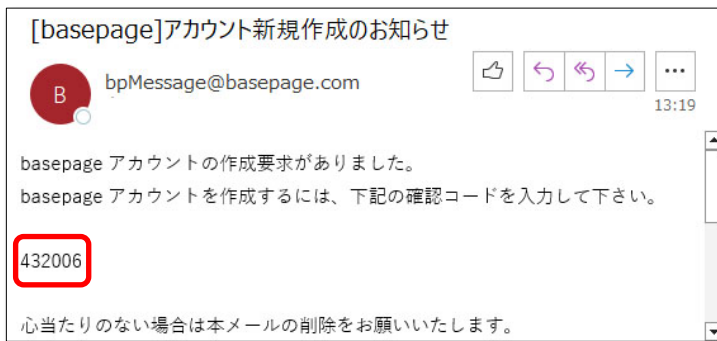 [basepage]アカウント新規作成のお知らせ
B
bpMessage@basepage.com
13:19
basepage アカウントの作成要求がありました。
basepage アカウントを作成するには、下記の確認コードを入力して下さい。
432006
心当たりのない場合は本メールの削除をお願いいたします。